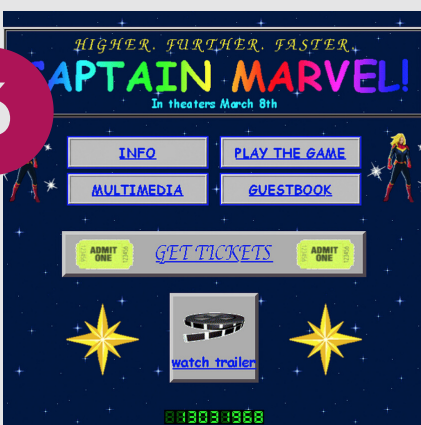 HIGHER. FURTHER. FASTER.
CAPTAIN MARVEL!
In theaters March 8th
INFO
PLAY THE GAME
MULTIMEDIA
GUESTBOOK
ADMIT ONE
GET TICKETS
ADMIT ONE
watch trailer
13031968